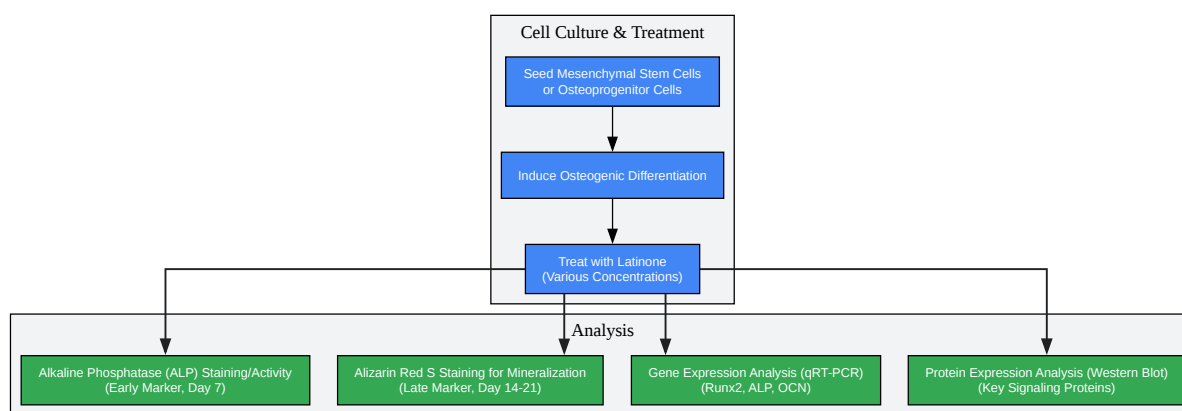 Cell Culture & Treatment
Seed Mesenchymal Stem Cells
or Osteoprogenitor Cells
Induce Osteogenic Differentiation
Treat with Latinone
(Various Concentrations)
Analysis
Alkaline Phosphatase (ALP) Staining/Activity
(Early Marker, Day 7)
Alizarin Red S Staining for Mineralization
(Late Marker, Day 14-21)
Gene Expression Analysis (qRT-PCR)
(Runx2, ALP, OCN)
Protein Expression Analysis (Western Blot)
(Key Signaling Proteins)